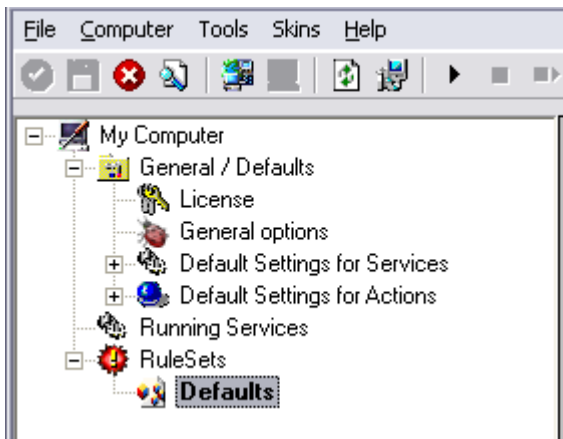 File Computer Tools Skins Help
My Computer
General / Defaults
License
General options
Default Settings for Services
Default Settings for Actions
Running Services
RuleSets
Defaults